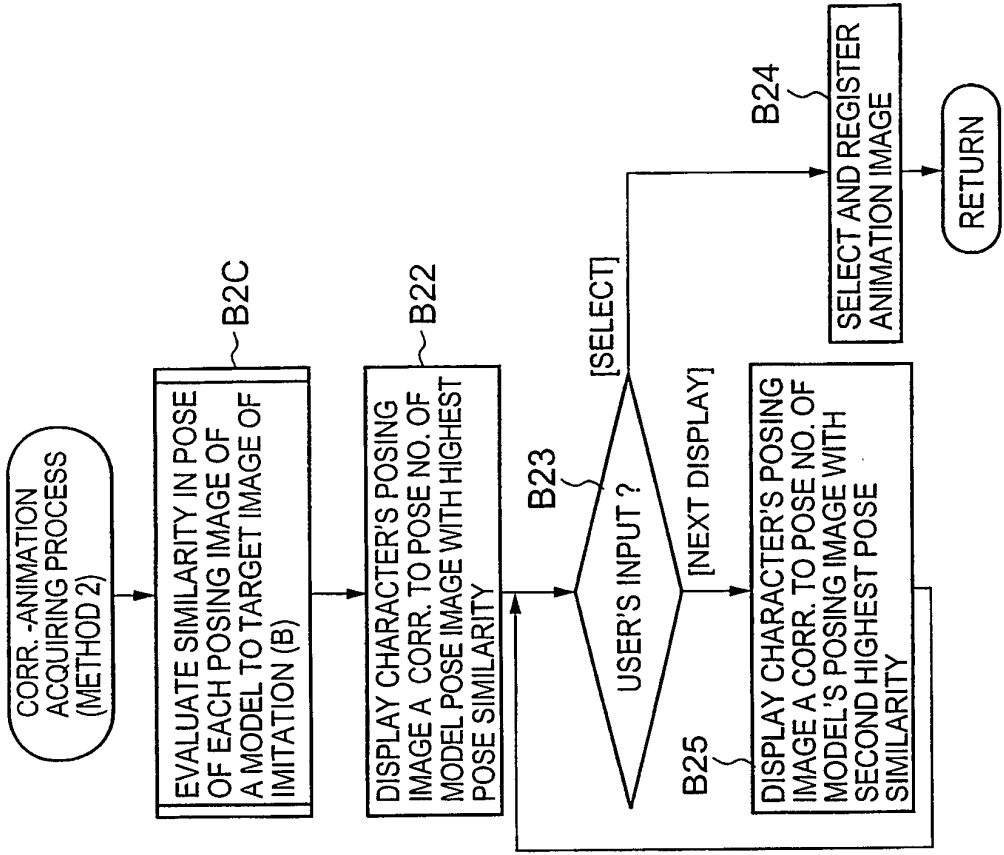 CORR. -ANIMATION
ACQUIRING PROCESS
(METHOD 2)
B2C
EVALUATE SIMILARITY IN POSE
OF EACH POSING IMAGE OF
A MODEL TO TARGET IMAGE OF
IMITATION (B)
B22
DISPLAY CHARACTER'S POSING
IMAGE A CORR. TO POSE NO. OF
MODEL POSE IMAGE WITH HIGHEST
POSE SIMILARITY
B23
USER'S INPUT ?
[SELECT]
[NEXT DISPLAY]
B25
DISPLAY CHARACTER'S POSING
IMAGE A CORR. TO POSE NO. OF
MODEL'S POSING IMAGE WITH
SECOND HIGHEST POSE
SIMILARITY
B24
SELECT AND REGISTER
ANIMATION IMAGE
RETURN